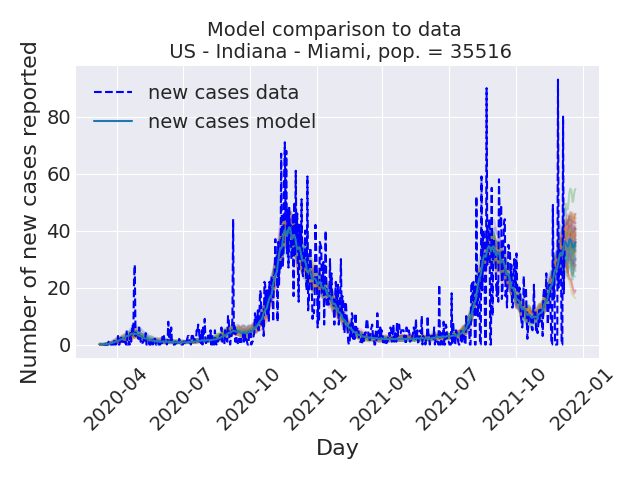 Model comparison to data
US - Indiana - Miami, pop. = 35516
new cases data
new cases model
Number of new cases reported
80
60
40
20
0
2020-04
2020-07
2020-10
2021-01
2021-04
2021-07
2021-10
2022-01
Day